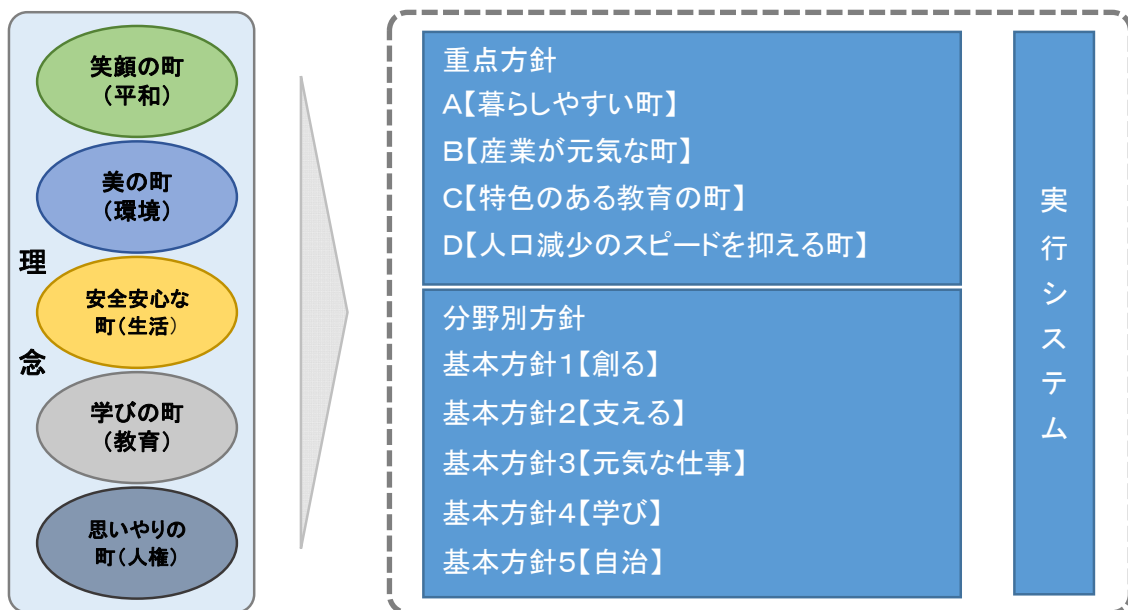 笑顔の町
（平和）
美の町
（環境）
理念
安全安心な
町（生活）
学びの町
（教育）
思いやりの
町（人権）
重点方針
A【暮らしやすい町】
B【産業が元気な町】
C【特色のある教育の町】
D【人口減少のスピードを抑える町】
分野別方針
基本方針1【創る】
基本方針2【支える】
基本方針3【元気な仕事】
基本方針4【学び】
基本方針5【自治】
実行システム